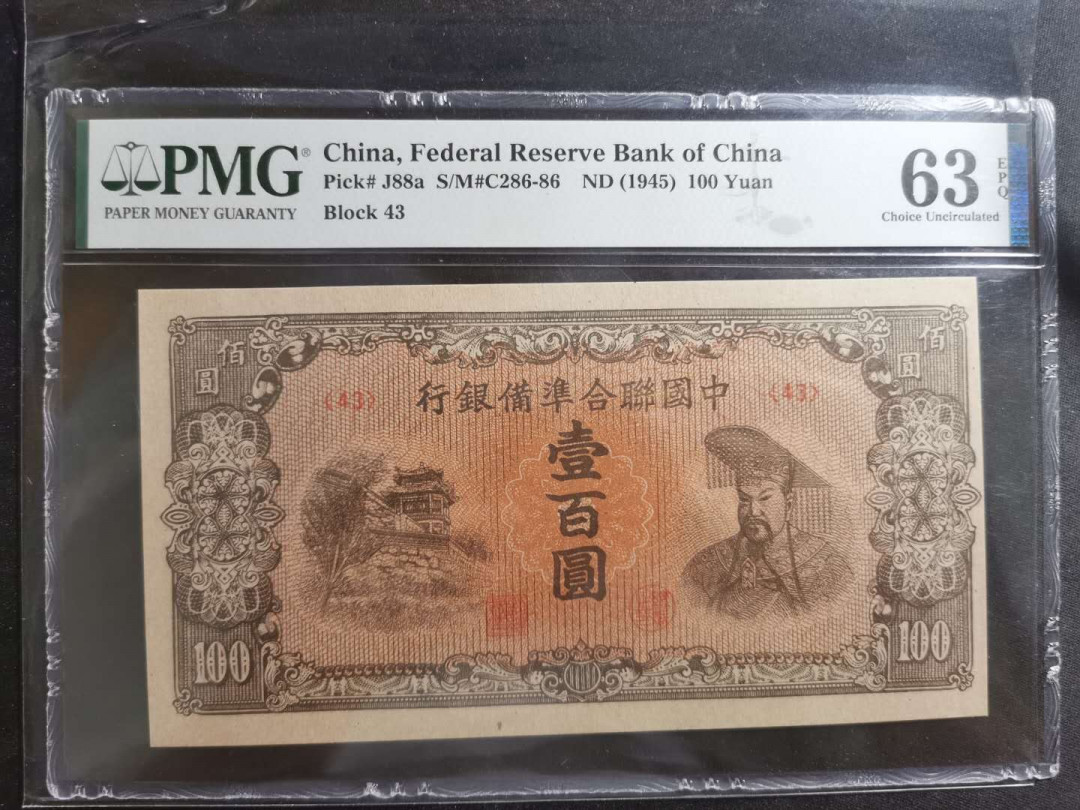 PMG®
PAPER MONEY GUARANTY
China, Federal Reserve Bank of China
Pick# J88a S/M#C286-86 ND (1945) 100 Yuan
Block 43
63
EPQ
Choice Uncirculated
佰圓
佰圓
行銀備準合聯國中
《43》
《43》
壹百圓
100
100